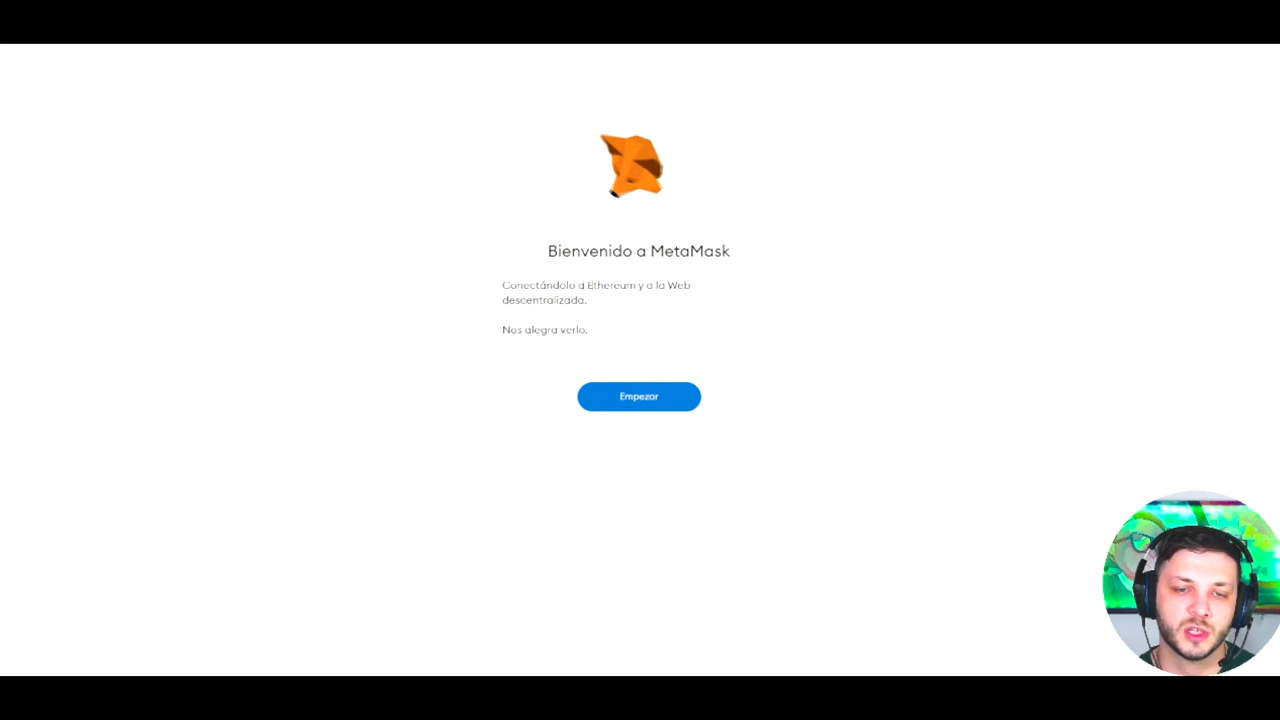 Bienvenido a MetaMask
Conectándolo a Ethereum y a la Web
descentralizada.
Nos alegra verlo.
Empezar